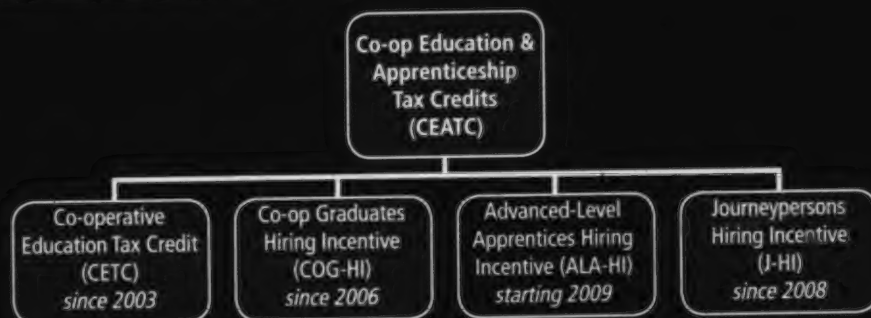 Co-op Education &
Apprenticeship
Tax Credits
(CEATC)
Co-operative
Education Tax Credit
(CETC)
since 2003
Co-op Graduates
Hiring Incentive
(COG-HI)
since 2006
Advanced-Level
Apprentices Hiring
Incentive (ALA-HI)
starting 2009
Journeypersons
Hiring Incentive
(J-HI)
since 2008